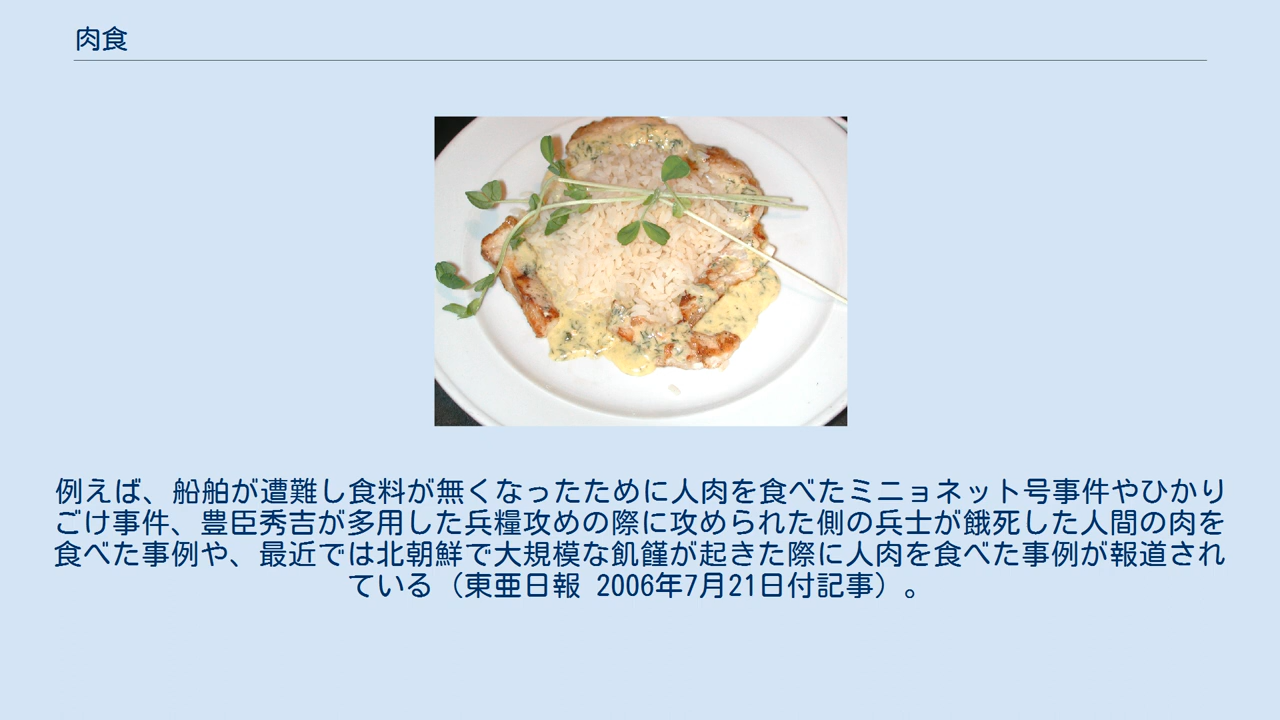 肉食
例えば、船舶が遭難し食料が無くなったために人肉を食べたミニョネット号事件やひかり
ごけ事件、豊臣秀吉が多用した兵糧攻めの際に攻められた側の兵士が餓死した人間の肉を
食べた事例や、最近では北朝鮮で大規模な飢饉が起きた際に人肉を食べた事例が報道され
ている（東亜日報 2006年7月21日付記事）。